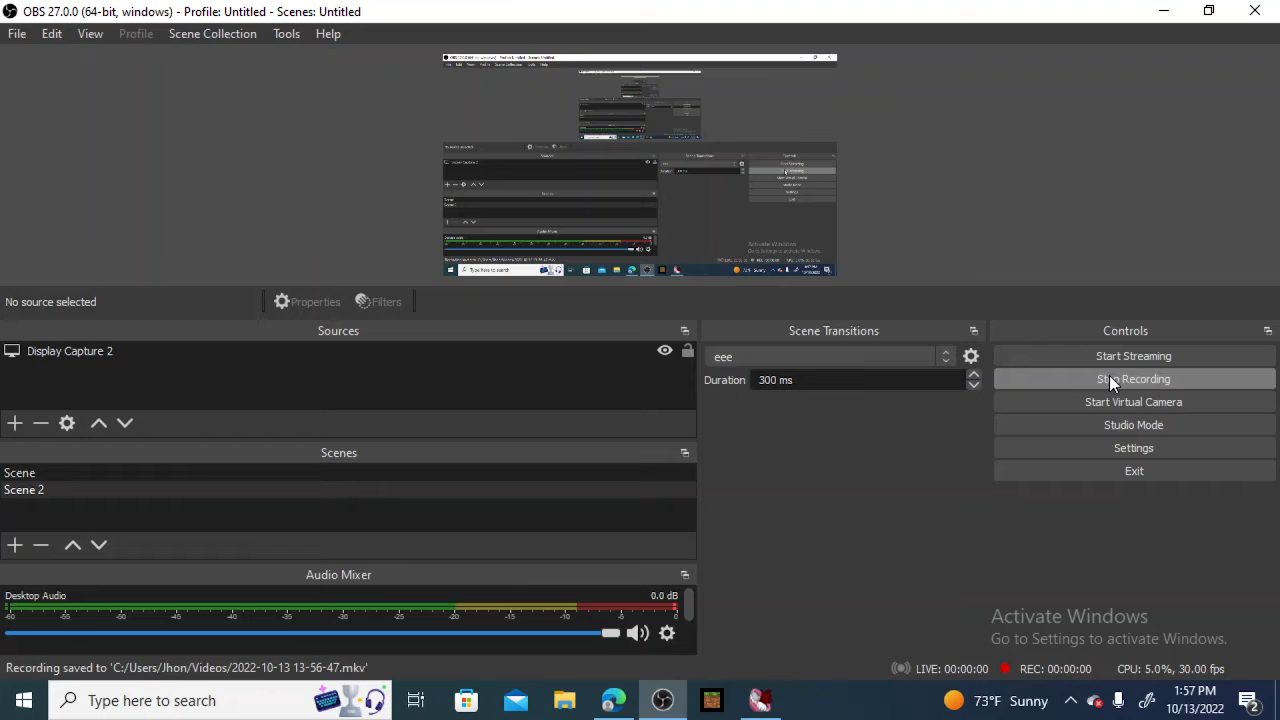 OBS 27.0.0 (64-bit, windows) - Profile: Untitled - Scenes: Untitled
File Edit View Profile Scene Collection Tools Help
No source selected
Properties Filters
Sources
Scene Transitions
Controls
Display Capture 2
eee
Duration 300 ms
Start Streaming
Stop Recording
Start Virtual Camera
Studio Mode
Settings
Exit
Scenes
Scene
Scene 2
Audio Mixer
Desktop Audio 0.0 dB
-60 -55 -50 -45 -40 -35 -30 -25 -20 -15 -10 -5 0
Activate Windows
Go to Settings to activate Windows.
Recording saved to 'C:/Users/Jhon/Videos/2022-10-13 13-56-47.mkv'
LIVE: 00:00:00 REC: 00:00:00 CPU: 5.0%, 30.00 fps
Type here to search
73°F Sunny
1:57 PM
10/13/2022
2